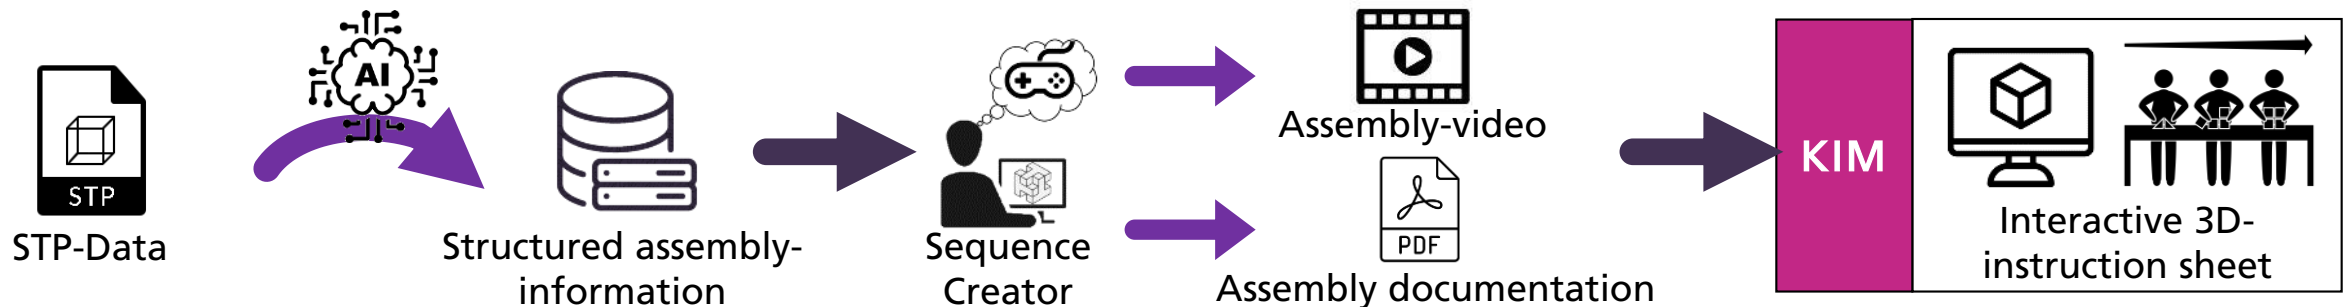 AI
STP
STP-Data
Structured assembly-
information
Sequence
Creator
Assembly-video
PDF
Assembly documentation
KIM
Interactive 3D-
instruction sheet